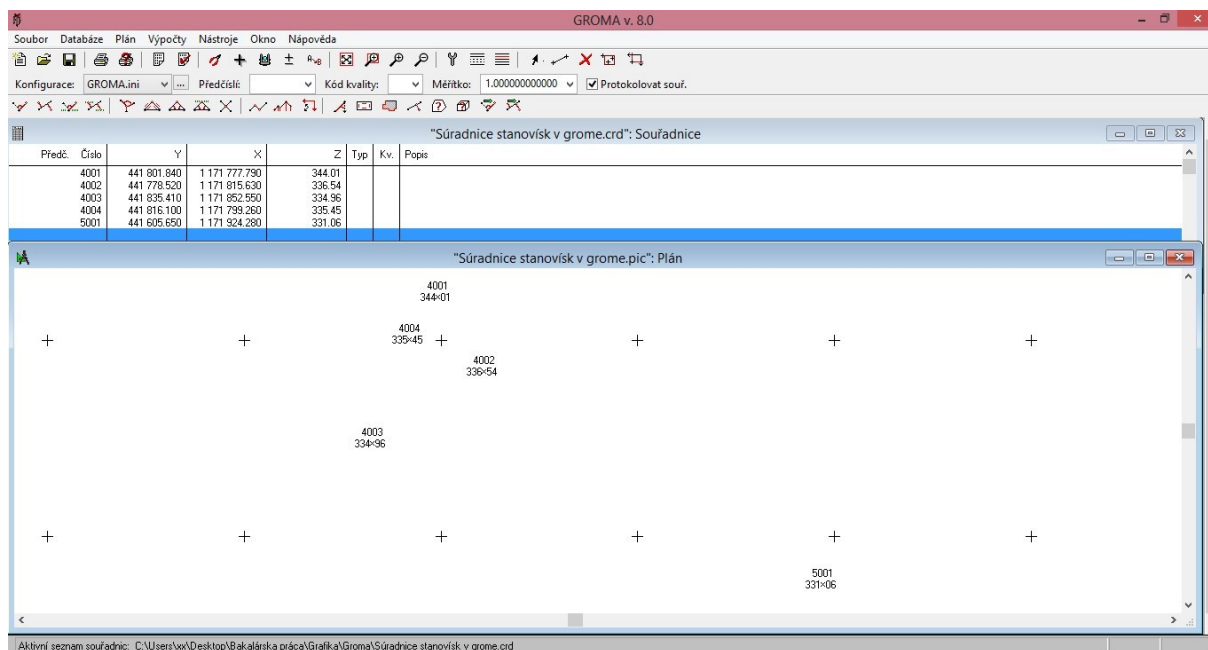 GROMA v. 8.0
Soubor Databáze Plán Výpočty Nástroje Okno Nápověda
Konfigurace: GROMA.ini ... Předčíslí: Kód kvality: Měřítko: 1.000000000000 Protokolovat souř.
"Súradnice stanovísk v grome.crd": Souřadnice
Předč. Číslo Y X Z Typ Kv. Popis
4001 441 801.840 1 171 777.790 344.01
4002 441 778.520 1 171 815.630 336.54
4003 441 835.410 1 171 852.550 334.96
4004 441 816.100 1 171 799.260 335.45
5001 441 605.650 1 171 924.280 331.06
"Súradnice stanovísk v grome.pic": Plán
4001
344×01
4004
335×45
4002
336×54
4003
334×96
5001
331×06
Aktivní seznam souřadnic: C:\Users\xx\Desktop\Bakalárska práca\Grafika\Groma\Súradnice stanovísk v grome.crd